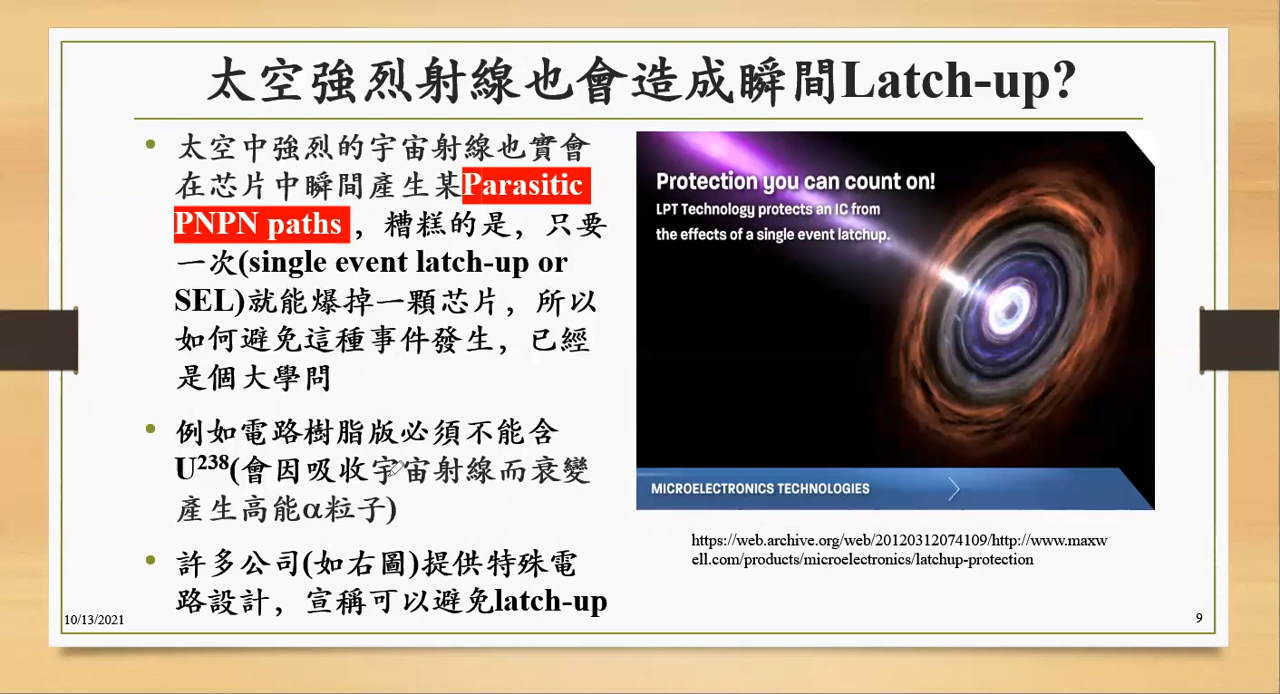 太空強烈射線也會造成瞬間Latch-up?
• 太空中強烈的宇宙射線也實會
在芯片中瞬間產生某Parasitic
PNPN paths ，糟糕的是，只要
一次(single event latch-up or
SEL)就能爆掉一顆芯片，所以
如何避免這種事件發生，已經
是個大學問
• 例如電路樹脂版必須不能含
U²³⁸(會因吸收宇宙射線而衰變
產生高能α粒子)
• 許多公司(如右圖)提供特殊電
路設計，宣稱可以避免latch-up
Protection you can count on!
LPT Technology protects an IC from
the effects of a single event latchup.
MICROELECTRONICS TECHNOLOGIES
https://web.archive.org/web/20120312074109/http://www.maxw
ell.com/products/microelectronics/latchup-protection
10/13/2021
9